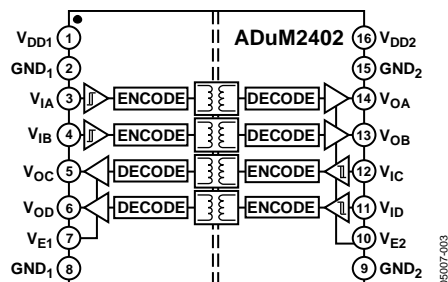 ADuM2402
V_DD1 1 16 V_DD2
GND_1 2 15 GND_2
V_IA 3 ENCODE DECODE 14 V_OA
V_IB 4 ENCODE DECODE 13 V_OB
V_OC 5 DECODE ENCODE 12 V_IC
V_OD 6 DECODE ENCODE 11 V_ID
V_E1 7 10 V_E2
GND_1 8 9 GND_2